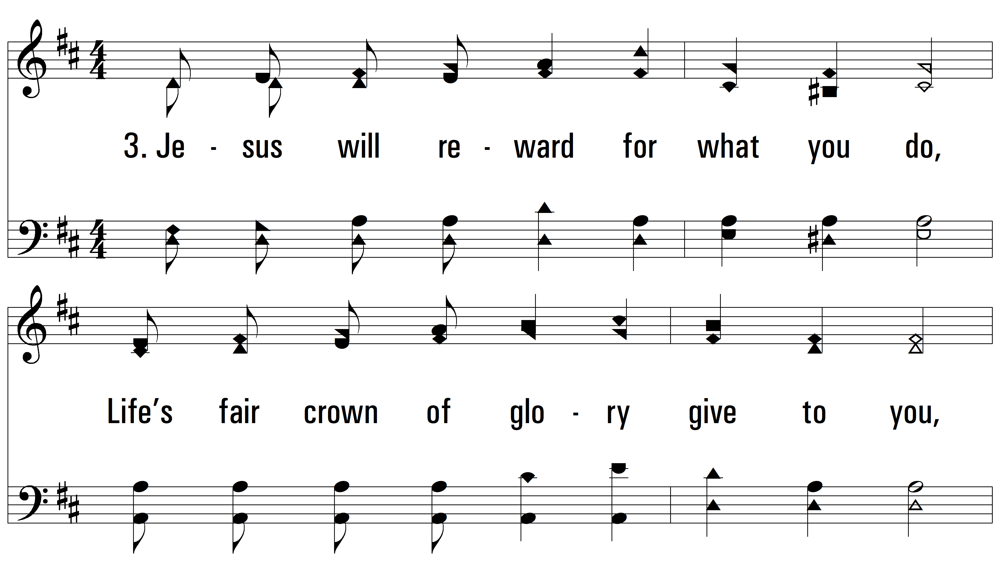 3. Je - sus will re - ward for what you do,
Life's fair crown of glo - ry give to you,